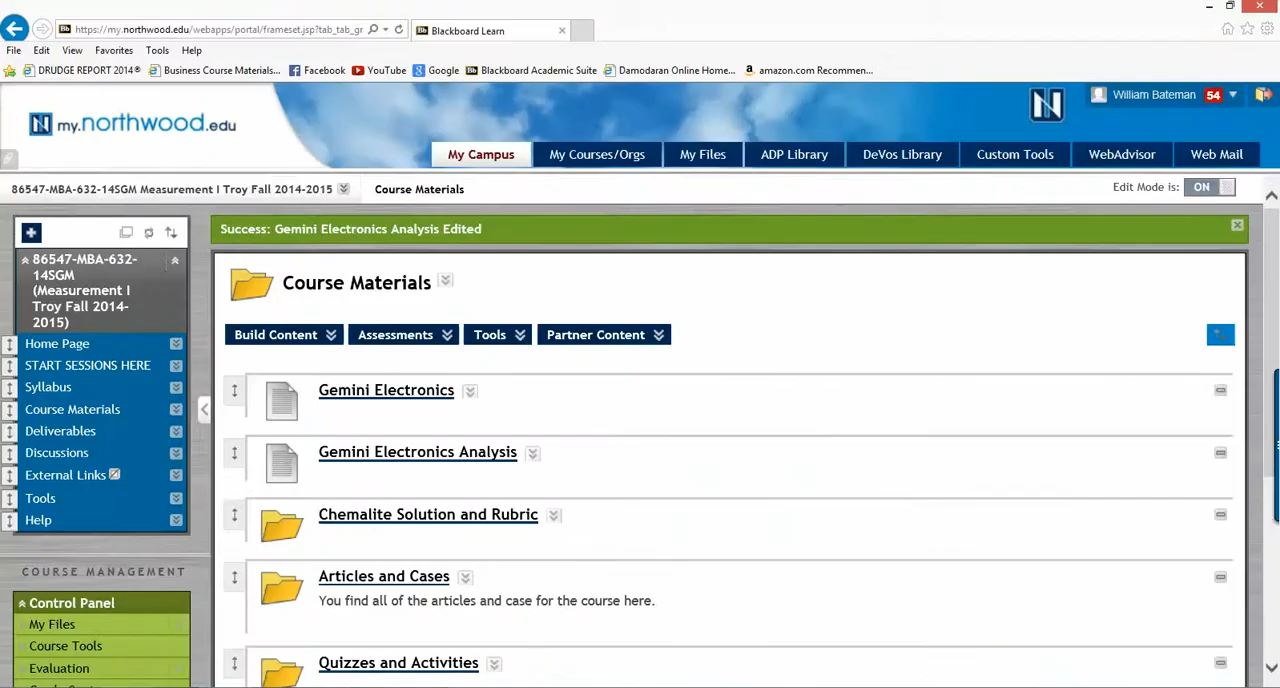 https://my.northwood.edu/webapps/portal/frameset.jsp?tab_tab_gr
Bb Blackboard Learn
File Edit View Favorites Tools Help
DRUDGE REPORT 2014® Business Course Materials... Facebook YouTube Google Bb Blackboard Academic Suite Damodaran Online Home... a amazon.com Recommen...
N my.northwood.edu
N
William Bateman 54
My Campus My Courses/Orgs My Files ADP Library DeVos Library Custom Tools WebAdvisor Web Mail
86547-MBA-632-14SGM Measurement I Troy Fall 2014-2015 Course Materials
Edit Mode is: ON
Success: Gemini Electronics Analysis Edited
86547-MBA-632-
14SGM
(Measurement I
Troy Fall 2014-
2015)
Home Page
START SESSIONS HERE
Syllabus
Course Materials
Deliverables
Discussions
External Links
Tools
Help
COURSE MANAGEMENT
Control Panel
My Files
Course Tools
Evaluation
Course Materials
Build Content Assessments Tools Partner Content
Gemini Electronics
Gemini Electronics Analysis
Chemalite Solution and Rubric
Articles and Cases
You find all of the articles and case for the course here.
Quizzes and Activities